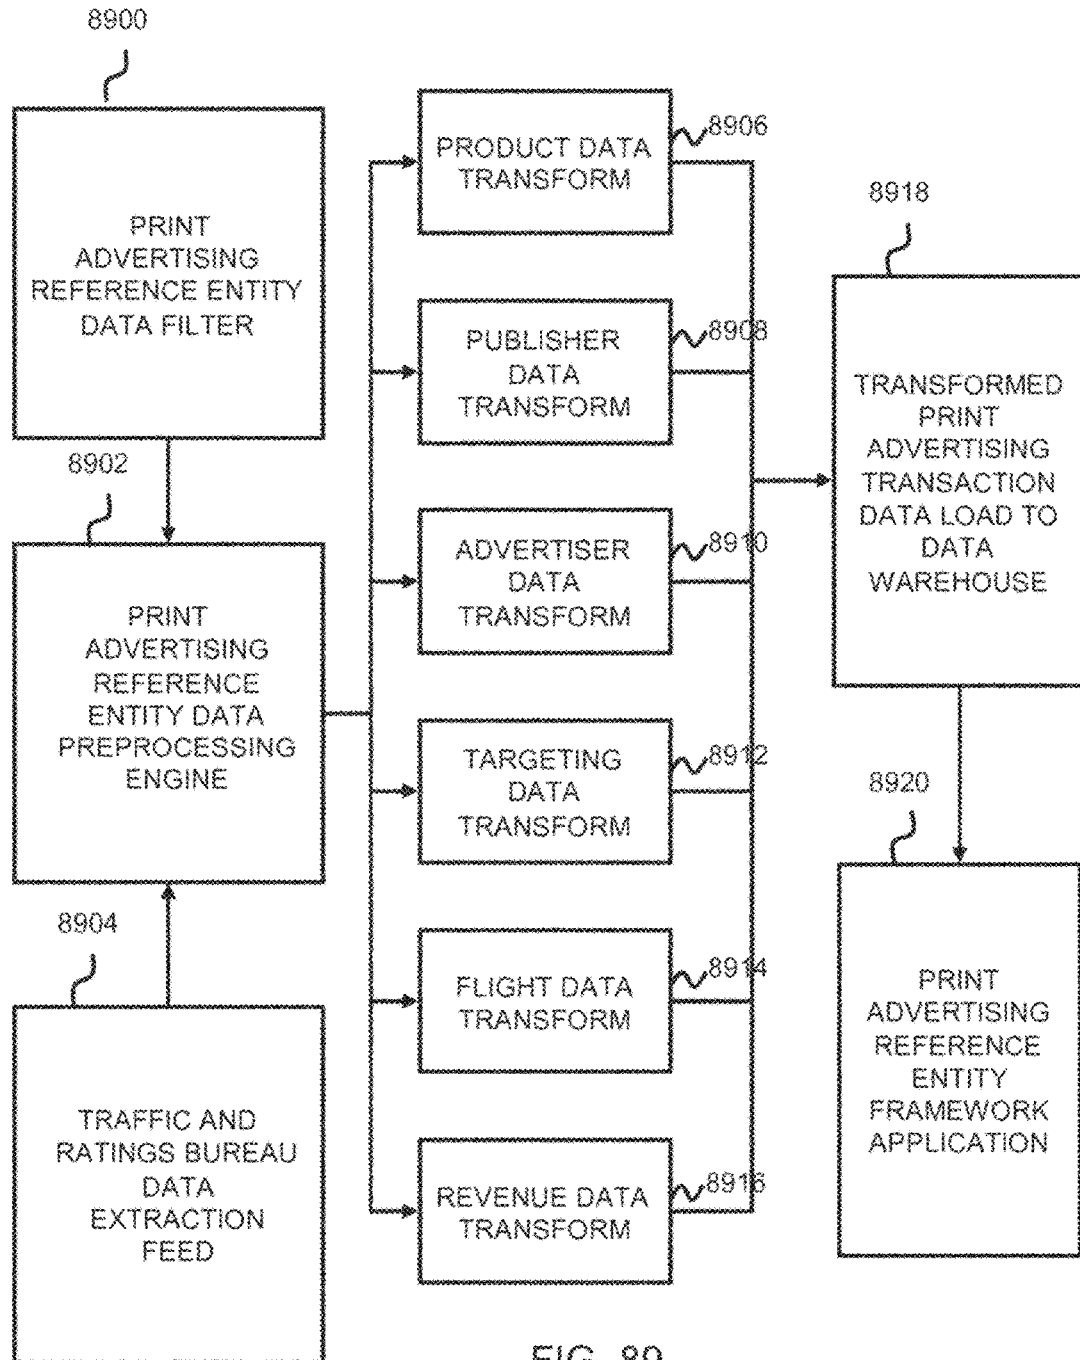 8900
PRINT
ADVERTISING
REFERENCE ENTITY
DATA FILTER
8902
PRINT
ADVERTISING
REFERENCE
ENTITY DATA
PREPROCESSING
ENGINE
8904
TRAFFIC AND
RATINGS BUREAU
DATA
EXTRACTION
FEED
8906
PRODUCT DATA
TRANSFORM
8908
PUBLISHER
DATA
TRANSFORM
8910
ADVERTISER
DATA
TRANSFORM
8912
TARGETING
DATA
TRANSFORM
8914
FLIGHT DATA
TRANSFORM
8916
REVENUE DATA
TRANSFORM
8918
TRANSFORMED
PRINT
ADVERTISING
TRANSACTION
DATA LOAD TO
DATA
WAREHOUSE
8920
PRINT
ADVERTISING
REFERENCE
ENTITY
FRAMEWORK
APPLICATION
FIG. 89